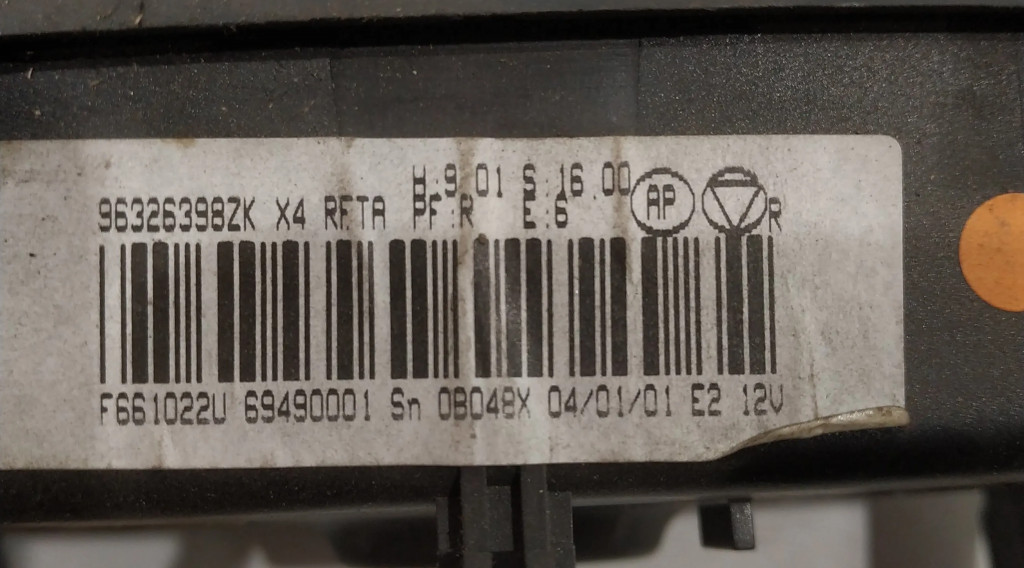 H:9.01 S:16.00
96326398ZK X4 RFTA PF:R E:6 AP R
F661022U 69490001 Sn 0B048X 04/01/01 E2 12V